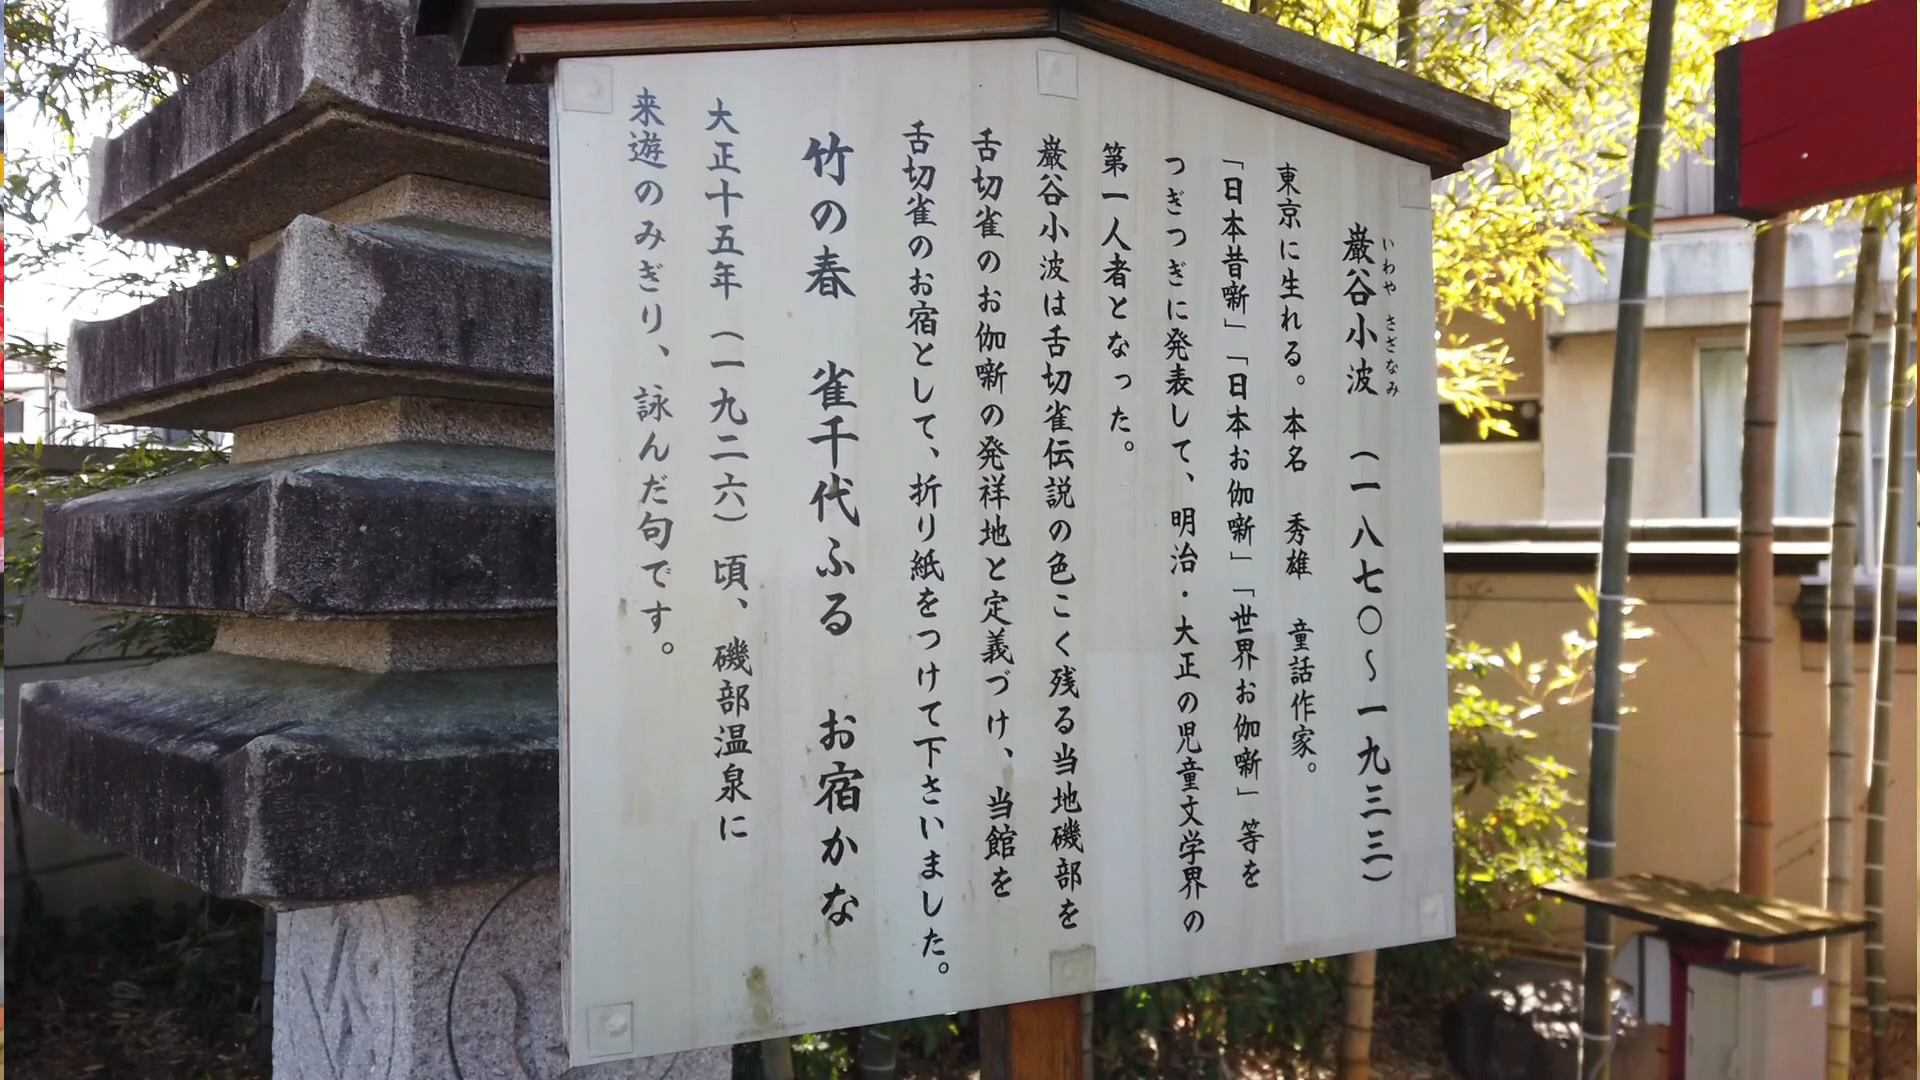 巌谷小波 (一八七〇〜一九三三)
いわや さざなみ
東京に生れる。本名 秀雄 童話作家。
「日本昔噺」「日本お伽噺」「世界お伽噺」等を
つぎつぎに発表して、明治・大正の児童文学界の
第一人者となった。
巌谷小波は舌切雀伝説の色こく残る当地磯部を
舌切雀のお伽噺の発祥地と定義づけ、当館を
舌切雀のお宿として、折り紙をつけて下さいました。
竹の春 雀千代ふる お宿かな
大正十五年(一九二六)頃、磯部温泉に
来遊のみぎり、詠んだ句です。